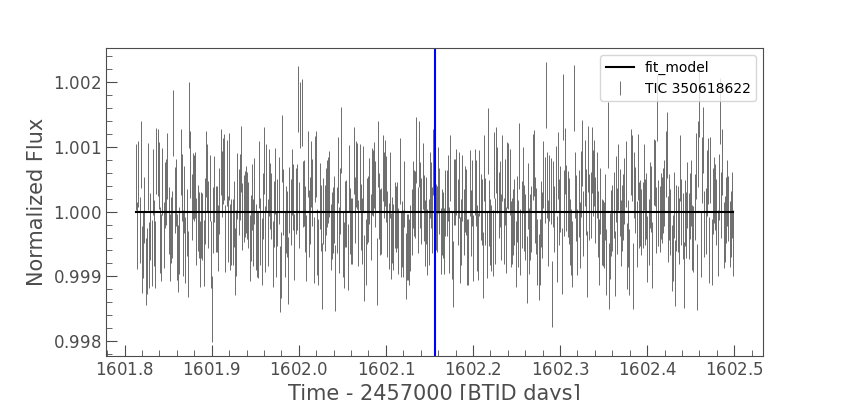 fit_model
TIC 350618622
1.002
1.001
1.000
0.999
0.998
Normalized Flux
1601.8 1601.9 1602.0 1602.1 1602.2 1602.3 1602.4 1602.5
Time - 2457000 [BTJD days]